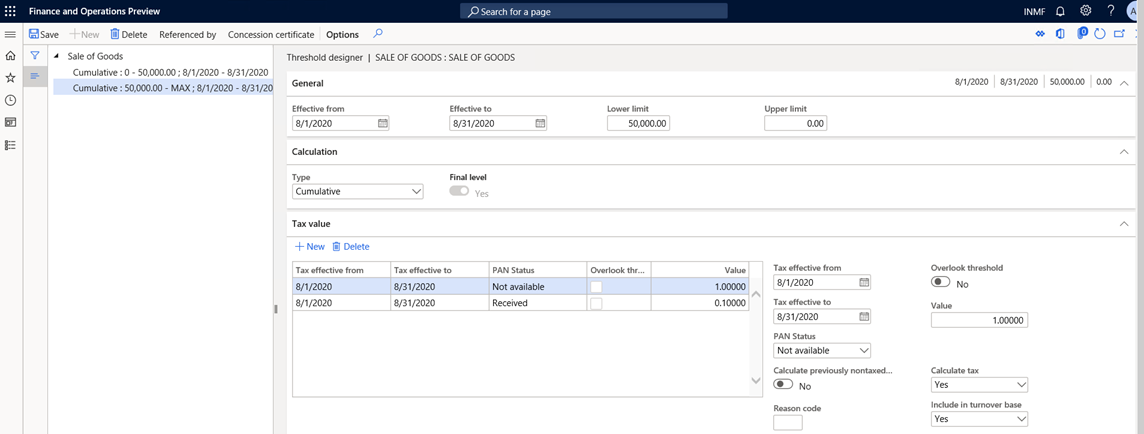 Finance and Operations Preview
Search for a page
INMF
?
A
Save
+ New
Delete
Referenced by
Concession certificate
Options
0
Sale of Goods
Cumulative : 0 - 50,000.00 ; 8/1/2020 - 8/31/2020
Cumulative : 50,000.00 - MAX ; 8/1/2020 - 8/31/20
Threshold designer | SALE OF GOODS : SALE OF GOODS
General
8/1/2020 8/31/2020 50,000.00 0.00
Effective from Effective to Lower limit Upper limit
8/1/2020 8/31/2020 50,000.00 0.00
Calculation
Type Final level
Cumulative Yes
Tax value
+ New Delete
Tax effective from Tax effective to PAN Status Overlook thr... Value
8/1/2020 8/31/2020 Not available 1.00000
8/1/2020 8/31/2020 Received 0.10000
Tax effective from Overlook threshold
8/1/2020 No
Tax effective to Value
8/31/2020 1.00000
PAN Status
Not available
Calculate previously nontaxed... Calculate tax
No Yes
Reason code Include in turnover base
Yes